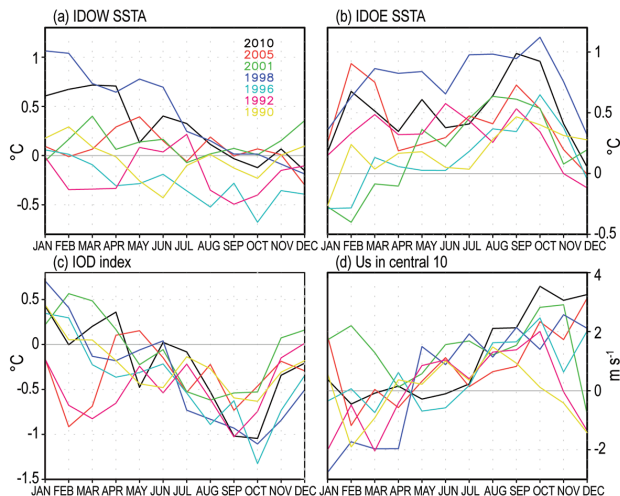 (a) IDOW SSTA
1
0.5
0
-0.5
°C
2010
2005
2001
1998
1996
1992
1990
JAN FEB MAR APR MAY JUN JUL AUG SEP OCT NOV DEC
(b) IDOE SSTA
1
0.5
0
-0.5
°C
JAN FEB MAR APR MAY JUN JUL AUG SEP OCT NOV DEC
(c) IOD index
0.5
0
-0.5
-1
-1.5
°C
JAN FEB MAR APR MAY JUN JUL AUG SEP OCT NOV DEC
(d) Us in central 10
4
2
0
-2
m s-1
JAN FEB MAR APR MAY JUN JUL AUG SEP OCT NOV DEC